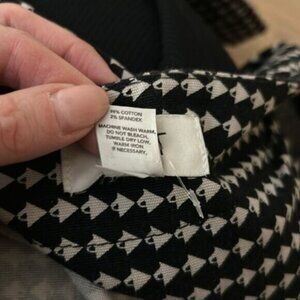 98% COTTON
2% SPANDEX
MACHINE WASH WARM,
DO NOT BLEACH,
TUMBLE DRY LOW,
WARM IRON
IF NECESSARY,